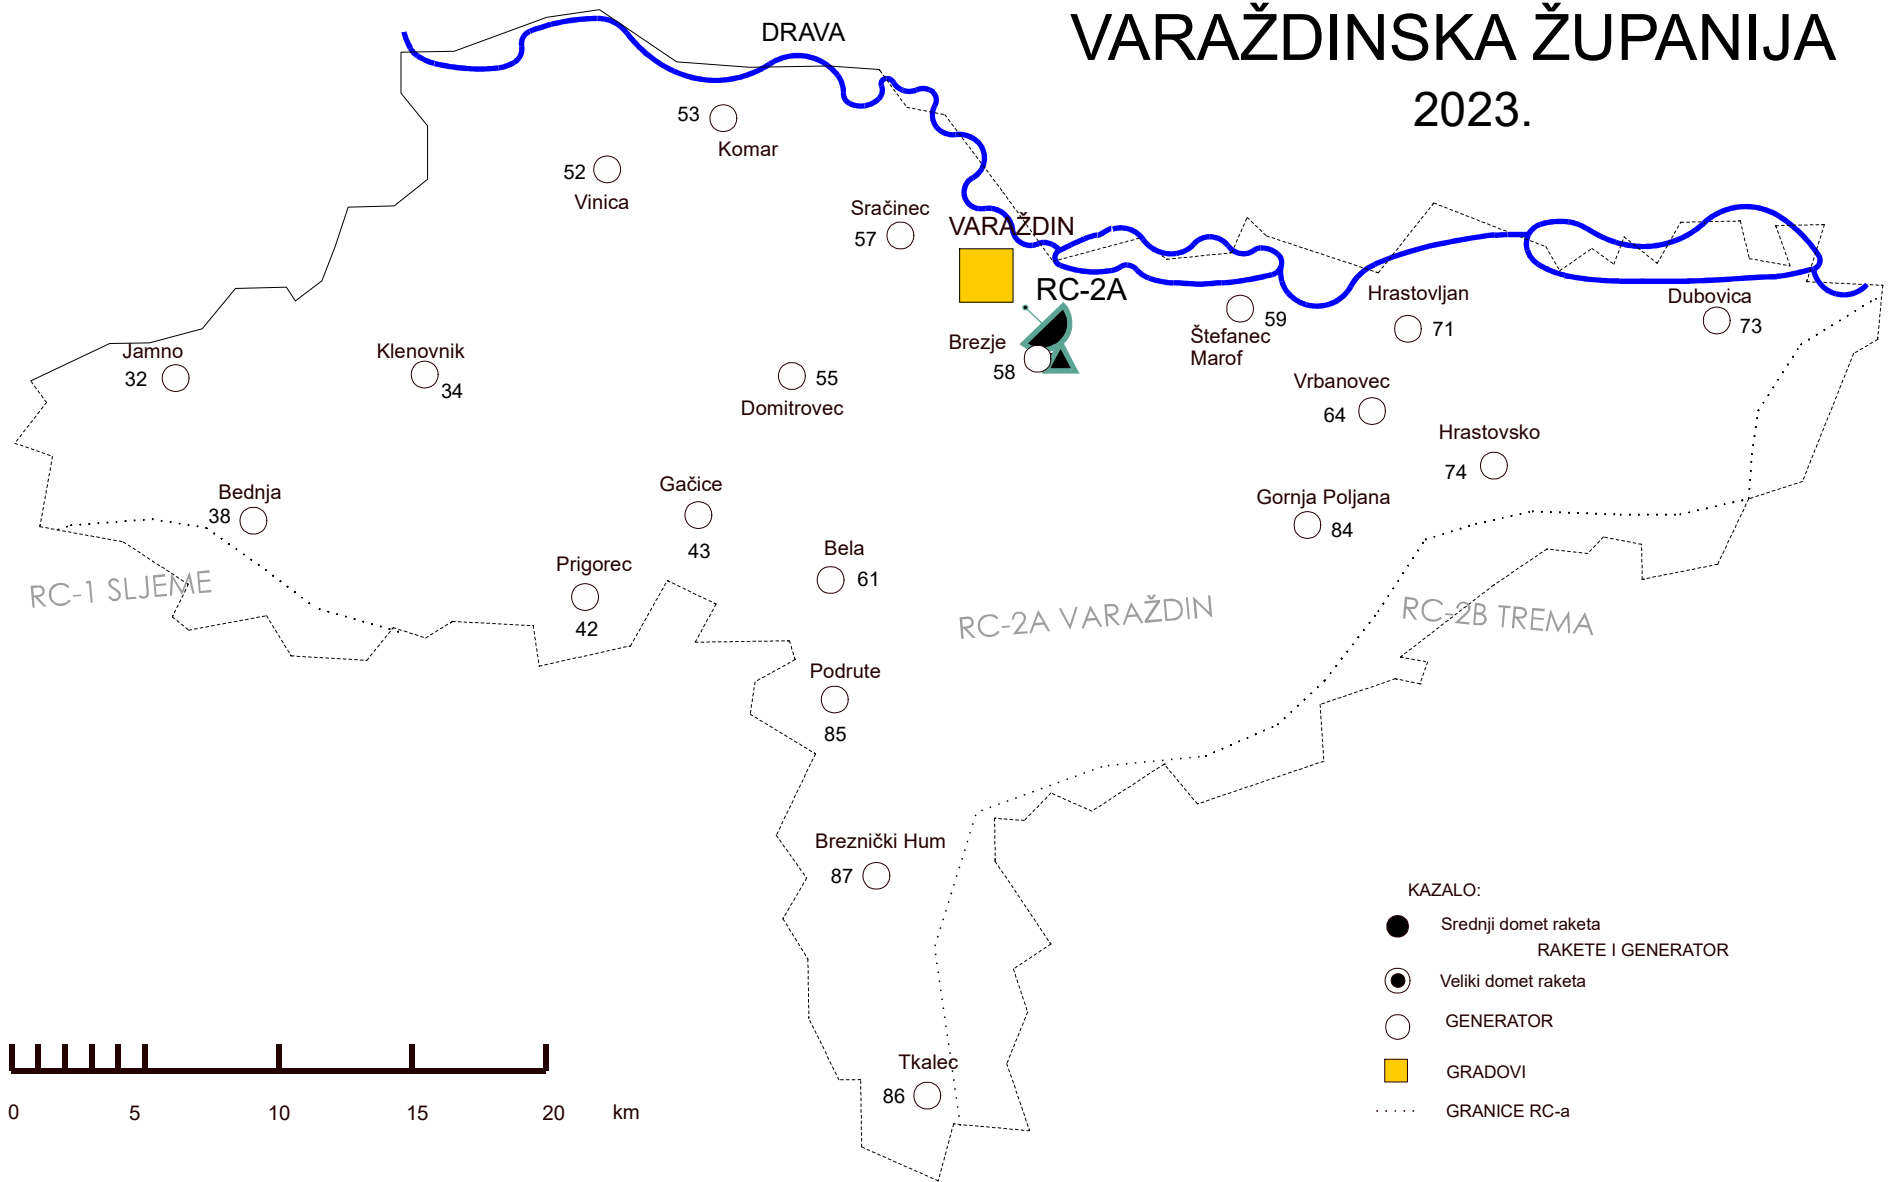 VARAŽDINSKA ŽUPANIJA
2023.
DRAVA
53
Komar
52
Vinica
Sračinec
57
VARAŽDIN
RC-2A
Brezje
58
59
Štefanec
Marof
Hrastovljan
71
Dubovica
73
Jamno
32
Klenovnik
34
55
Domitrovec
Vrbanovec
64
Hrastovsko
74
Bednja
38
Gačice
43
Gornja Poljana
84
Prigorec
42
Bela
61
RC-1 SLJEME
RC-2A VARAŽDIN
RC-2B TREMA
Podrute
85
Breznički Hum
87
Tkalec
86
KAZALO:
Srednji domet raketa
RAKETE I GENERATOR
Veliki domet raketa
GENERATOR
GRADOVI
GRANICE RC-a
0 5 10 15 20 km